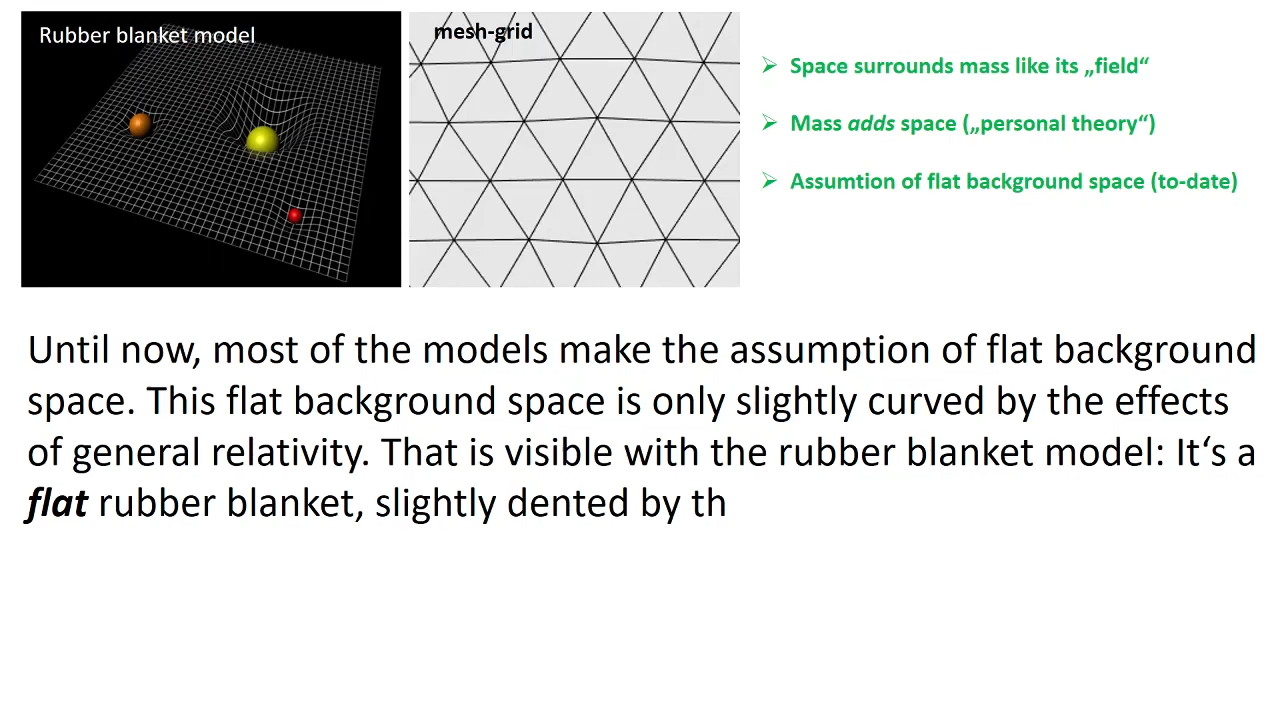 Rubber blanket model
mesh-grid
➢ Space surrounds mass like its „field“
➢ Mass adds space („personal theory“)
➢ Assumtion of flat background space (to-date)
Until now, most of the models make the assumption of flat background
space. This flat background space is only slightly curved by the effects
of general relativity. That is visible with the rubber blanket model: It‘s a
flat rubber blanket, slightly dented by th